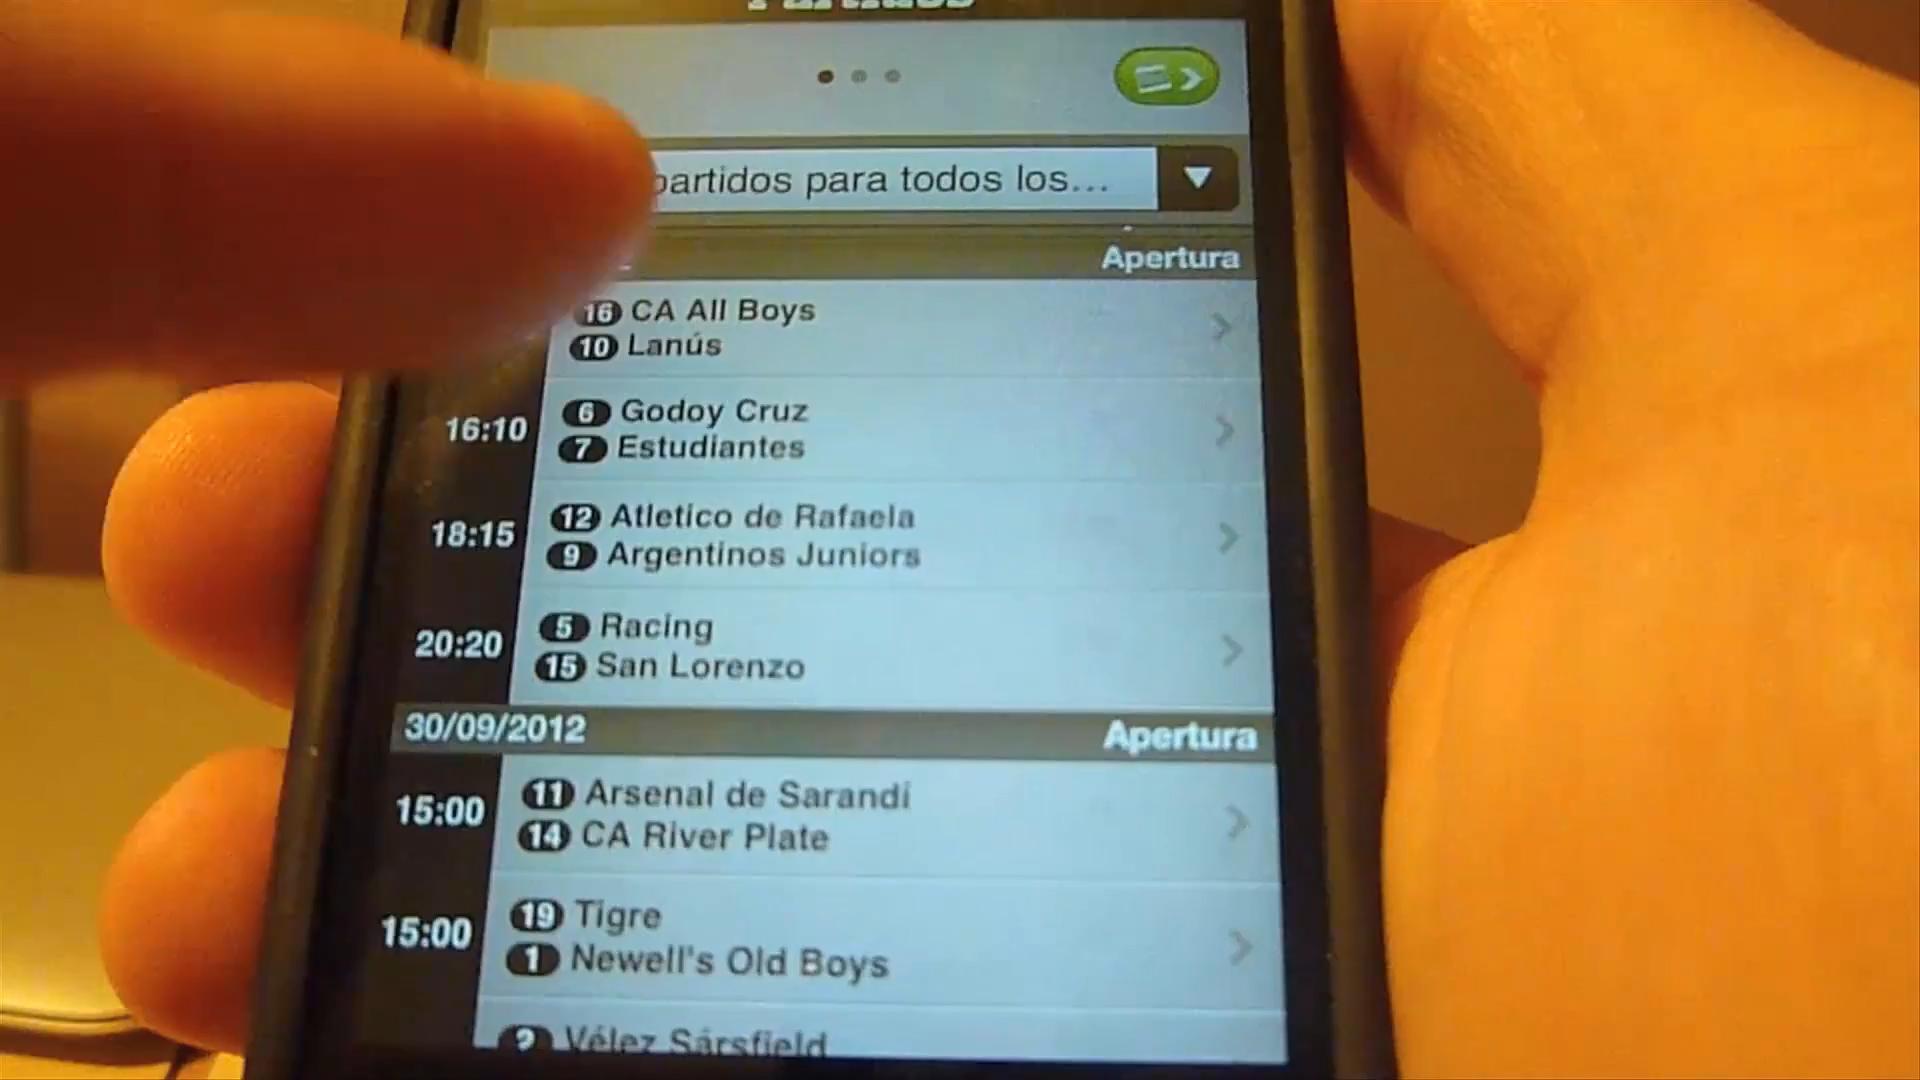 Partidos
partidos para todos los...
Apertura
16 CA All Boys
10 Lanús
16:10
6 Godoy Cruz
7 Estudiantes
18:15
12 Atletico de Rafaela
9 Argentinos Juniors
20:20
5 Racing
15 San Lorenzo
30/09/2012 Apertura
15:00
11 Arsenal de Sarandí
14 CA River Plate
15:00
19 Tigre
1 Newell's Old Boys
Vélez Sársfield